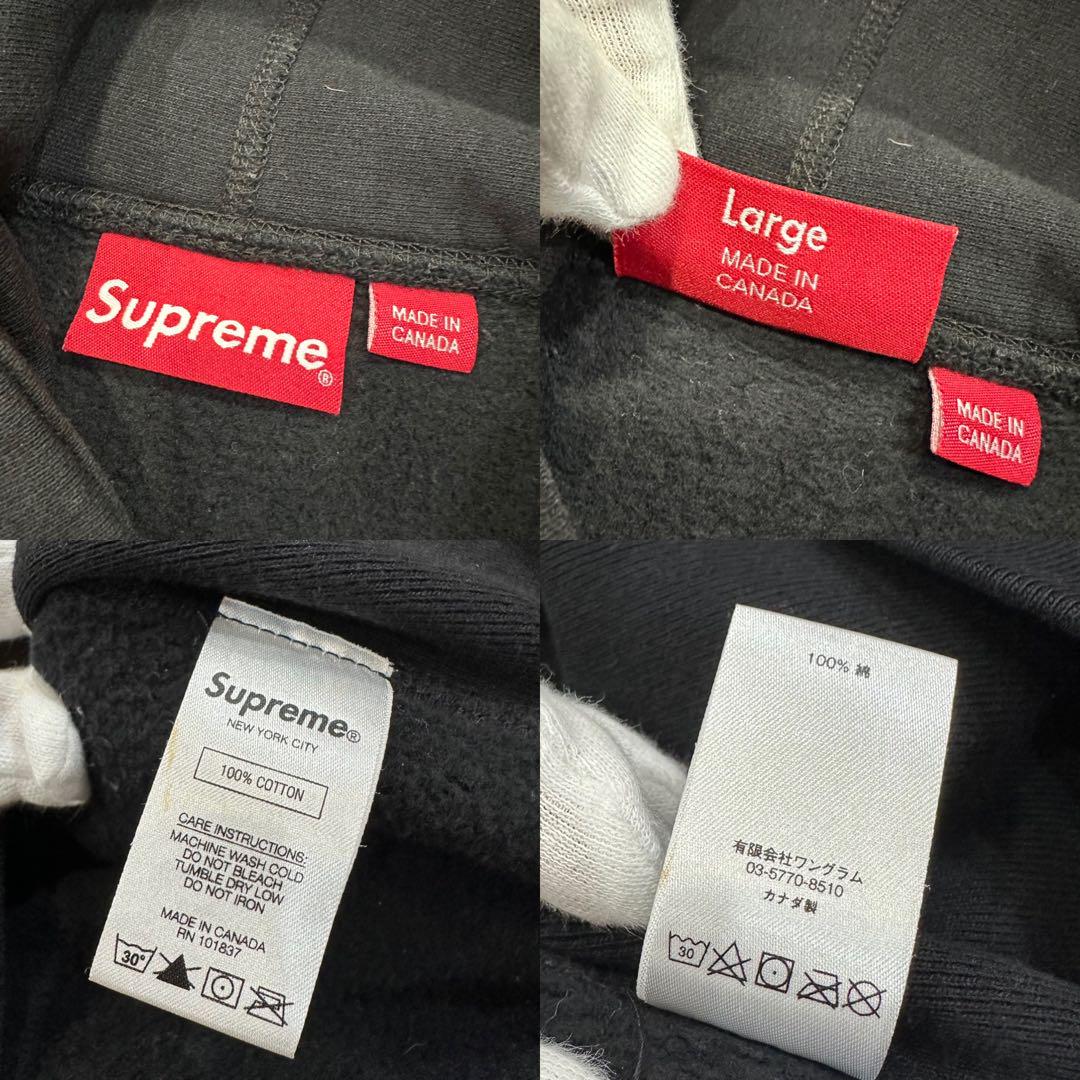 Supreme®
MADE IN
CANADA
Large
MADE IN
CANADA
MADE IN
CANADA
Supreme®
NEW YORK CITY
100% COTTON
CARE INSTRUCTIONS:
MACHINE WASH COLD
DO NOT BLEACH
TUMBLE DRY LOW
DO NOT IRON
MADE IN CANADA
RN 101837
30°
100% 綿
有限会社ワングラム
03-5770-8510
カナダ製
30